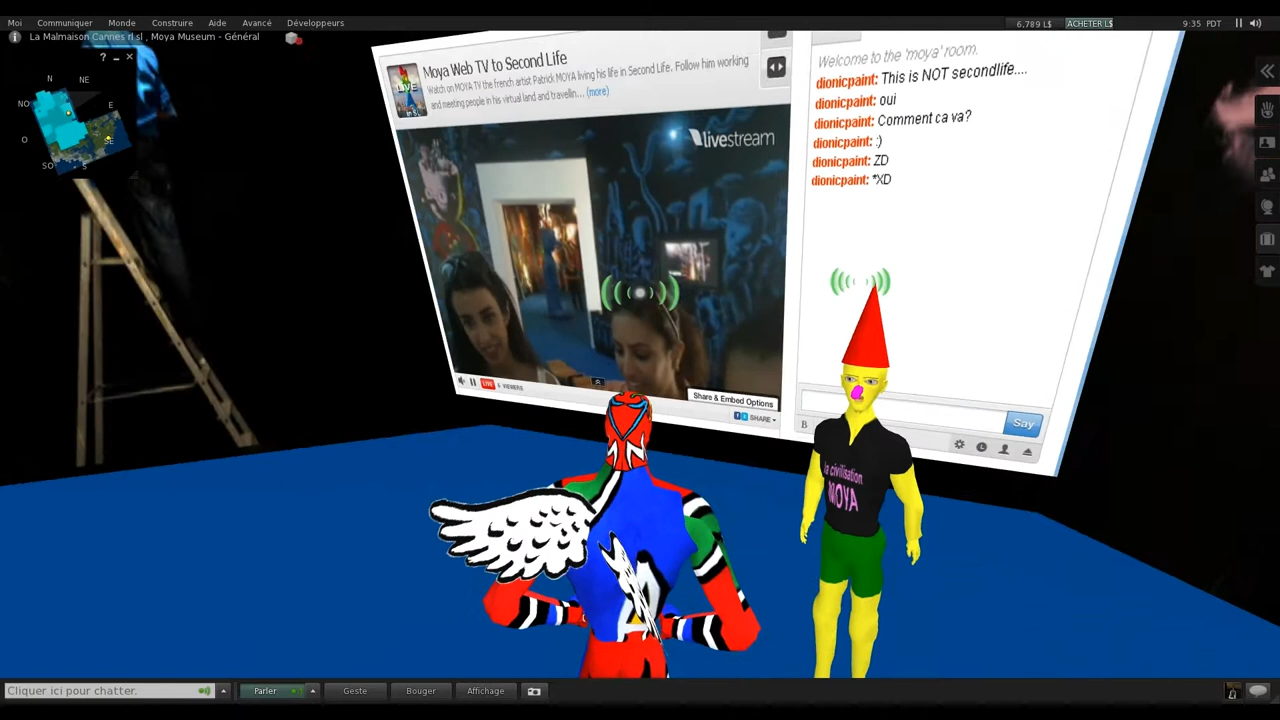 Moi Communiquer Monde Construire Aide Avancé Développeurs
6,789 L$ ACHETER L$ 9:35 PDT
La Malmaison Cannes rl sl , Moya Museum - Général
? _ ×
N NE
NO E
O SE
SO S
Moya Web TV to Second Life
LIVE
Watch on MOYA TV the french artist Patrick MOYA living his life in Second Life. Follow him working
and meeting people in his virtual land and travellin... (more)
livestream
LIVE 5 VIEWERS
Share & Embed Options
SHARE
Welcome to the 'moya' room.
dionicpaint: This is NOT secondlife....
dionicpaint: oui
dionicpaint: Comment ca va?
dionicpaint: :)
dionicpaint: ZD
dionicpaint: *XD
B
Say
la civilisation
MOYA
Cliquer ici pour chatter. Parler Geste Bouger Affichage